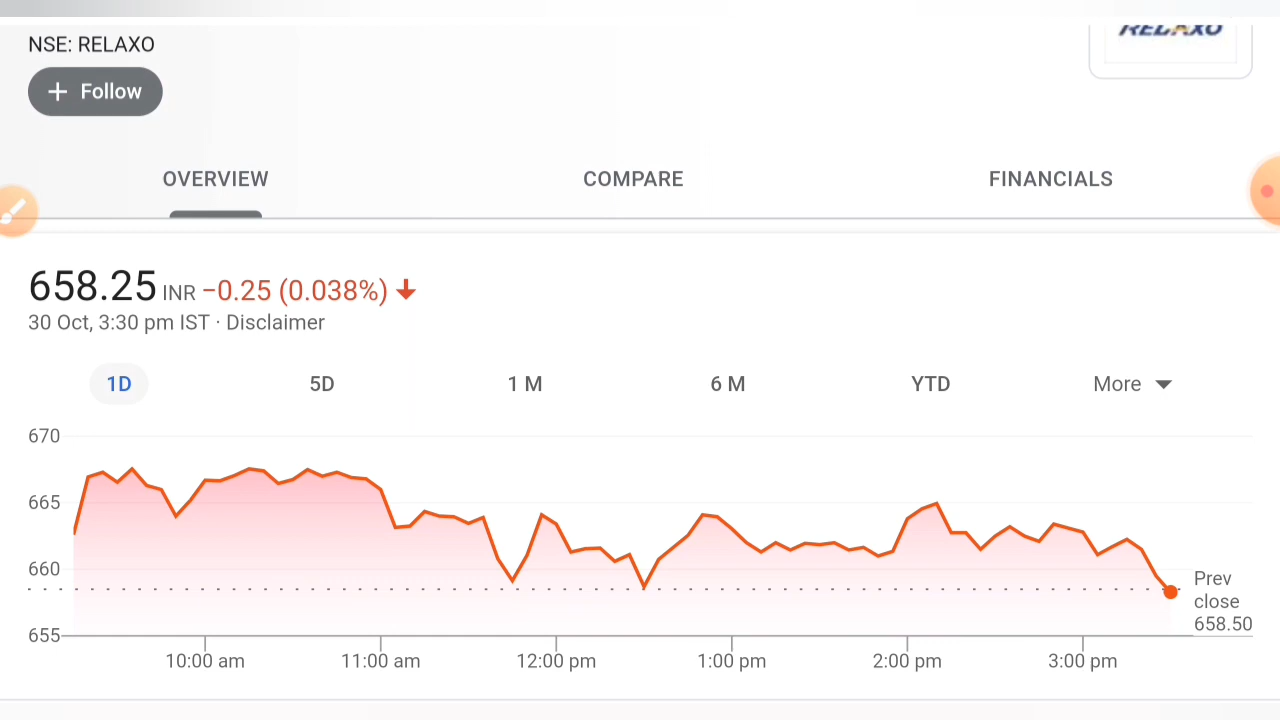 NSE: RELAXO
RELAXO
+ Follow
OVERVIEW COMPARE FINANCIALS
658.25 INR −0.25 (0.038%)
30 Oct, 3:30 pm IST · Disclaimer
1D 5D 1 M 6 M YTD More
670
665
660
655
Prev
close
658.50
10:00 am 11:00 am 12:00 pm 1:00 pm 2:00 pm 3:00 pm